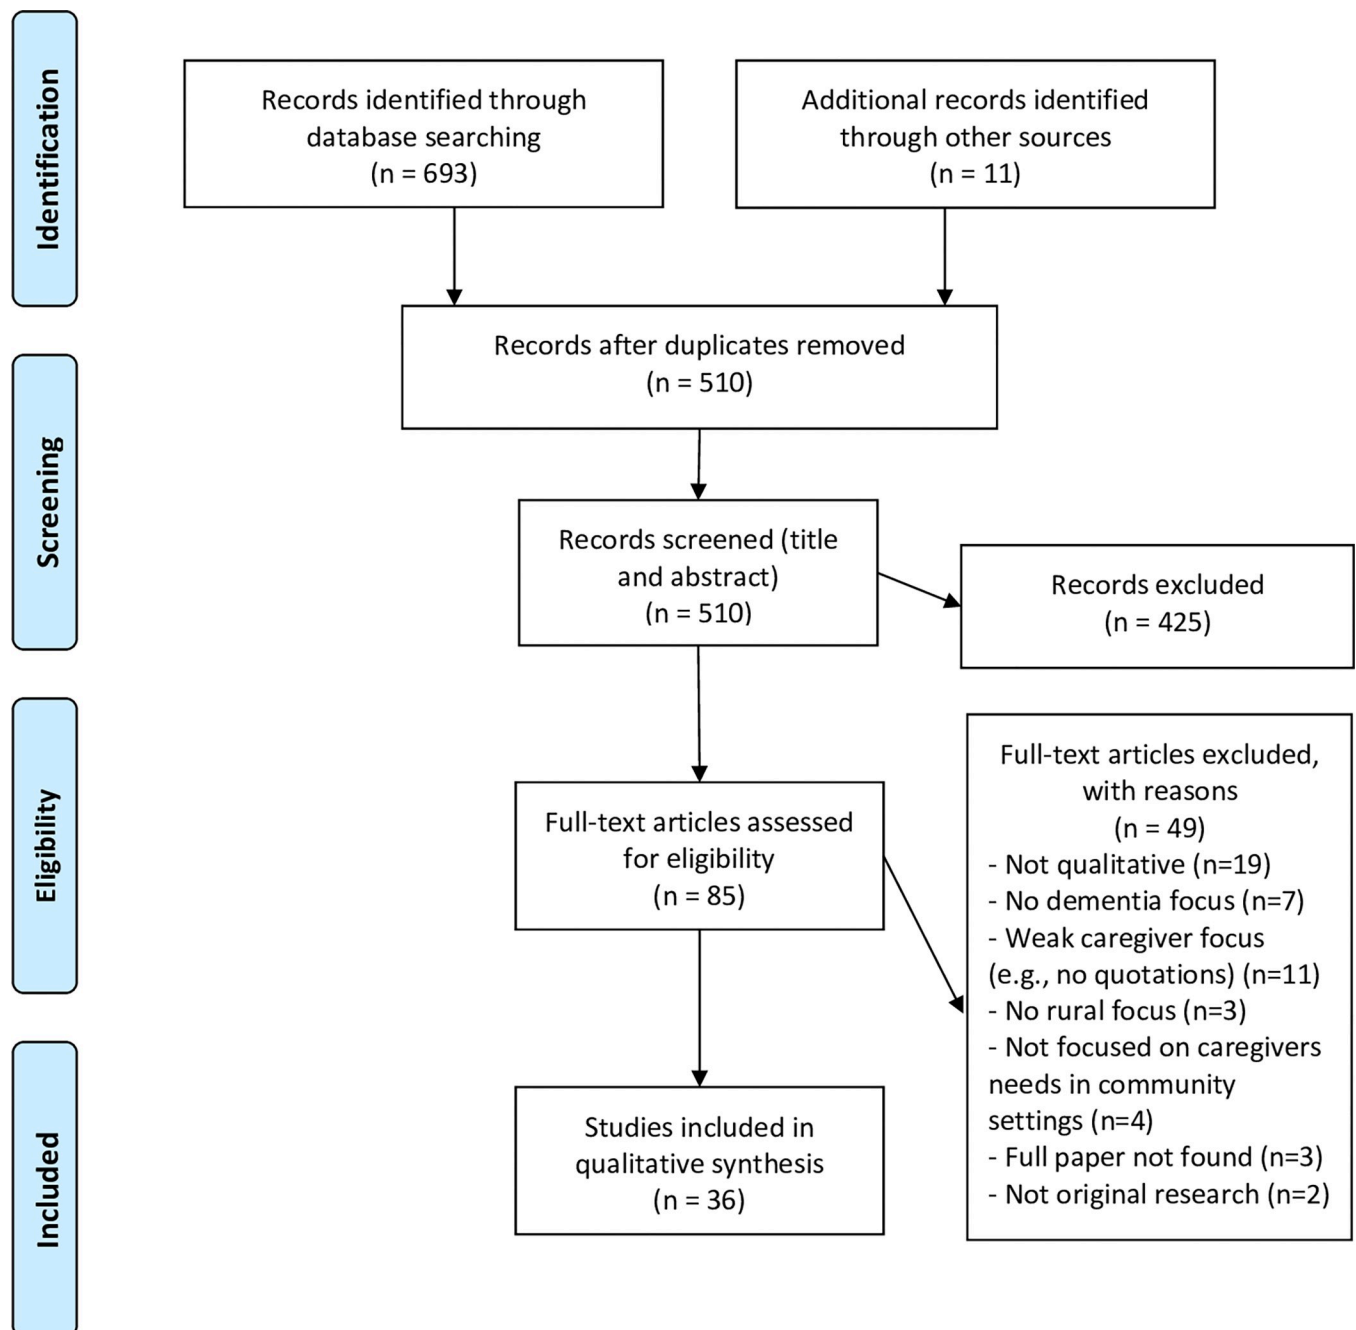 Identification
Records identified through
database searching
(n = 693)
Additional records identified
through other sources
(n = 11)
Records after duplicates removed
(n = 510)
Screening
Records screened (title
and abstract)
(n = 510)
Records excluded
(n = 425)
Eligibility
Full-text articles assessed
for eligibility
(n = 85)
Full-text articles excluded,
with reasons
(n = 49)
- Not qualitative (n=19)
- No dementia focus (n=7)
- Weak caregiver focus
(e.g., no quotations) (n=11)
- No rural focus (n=3)
- Not focused on caregivers
needs in community
settings (n=4)
- Full paper not found (n=3)
- Not original research (n=2)
Included
Studies included in
qualitative synthesis
(n = 36)